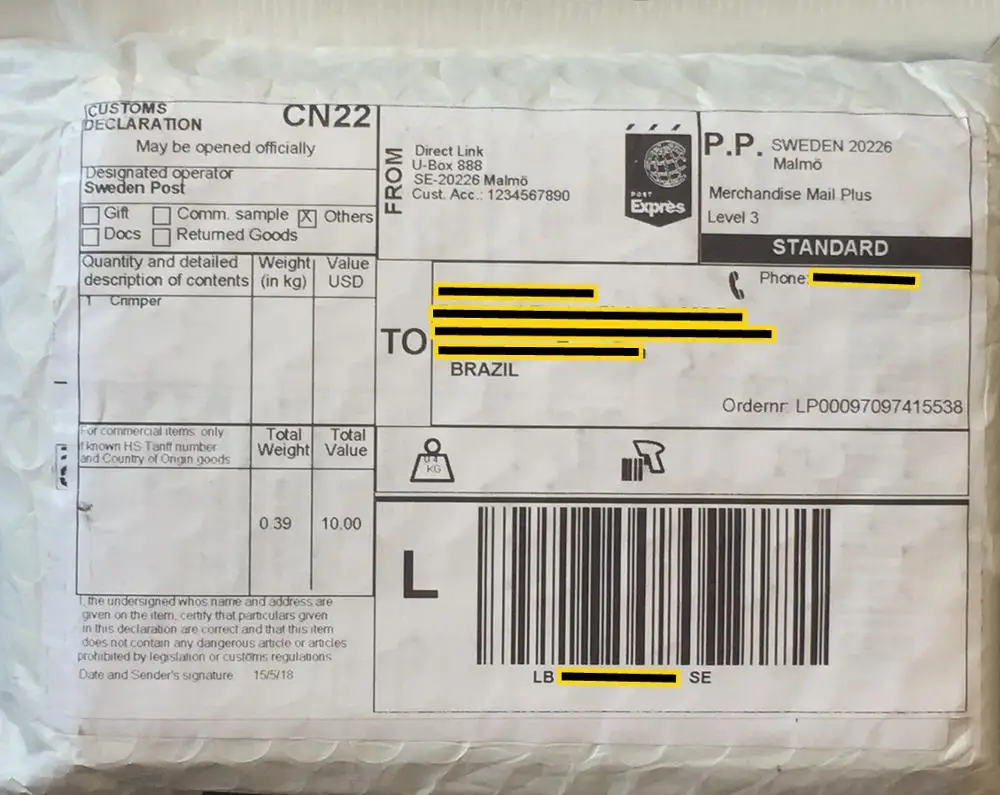 CUSTOMS
DECLARATION
CN22
May be opened officially
Designated operator
Sweden Post
Gift
Comm. sample
X
Others
Docs
Returned Goods
Quantity and detailed
description of contents
Weight
(in kg)
Value
USD
1 Crimper
For commercial items only
If known HS Tariff number
and Country of Origin goods
Total
Weight
Total
Value
0.39
10.00
I, the undersigned whos name and address are
given on the item, certify that particulars given
in this declaration are correct and that this item
does not contain any dangerous article or articles
prohibited by legislation or customs regulations
Date and Sender's signature 15/5/18
FROM
Direct Link
U-Box 888
SE-20226 Malmö
Cust. Acc.: 1234567890
POST
Exprès
P.P. SWEDEN 20226
Malmö
Merchandise Mail Plus
Level 3
STANDARD
Phone:
TO
BRAZIL
Ordernr: LP00097097415538
0.4
KG
L
LB
SE